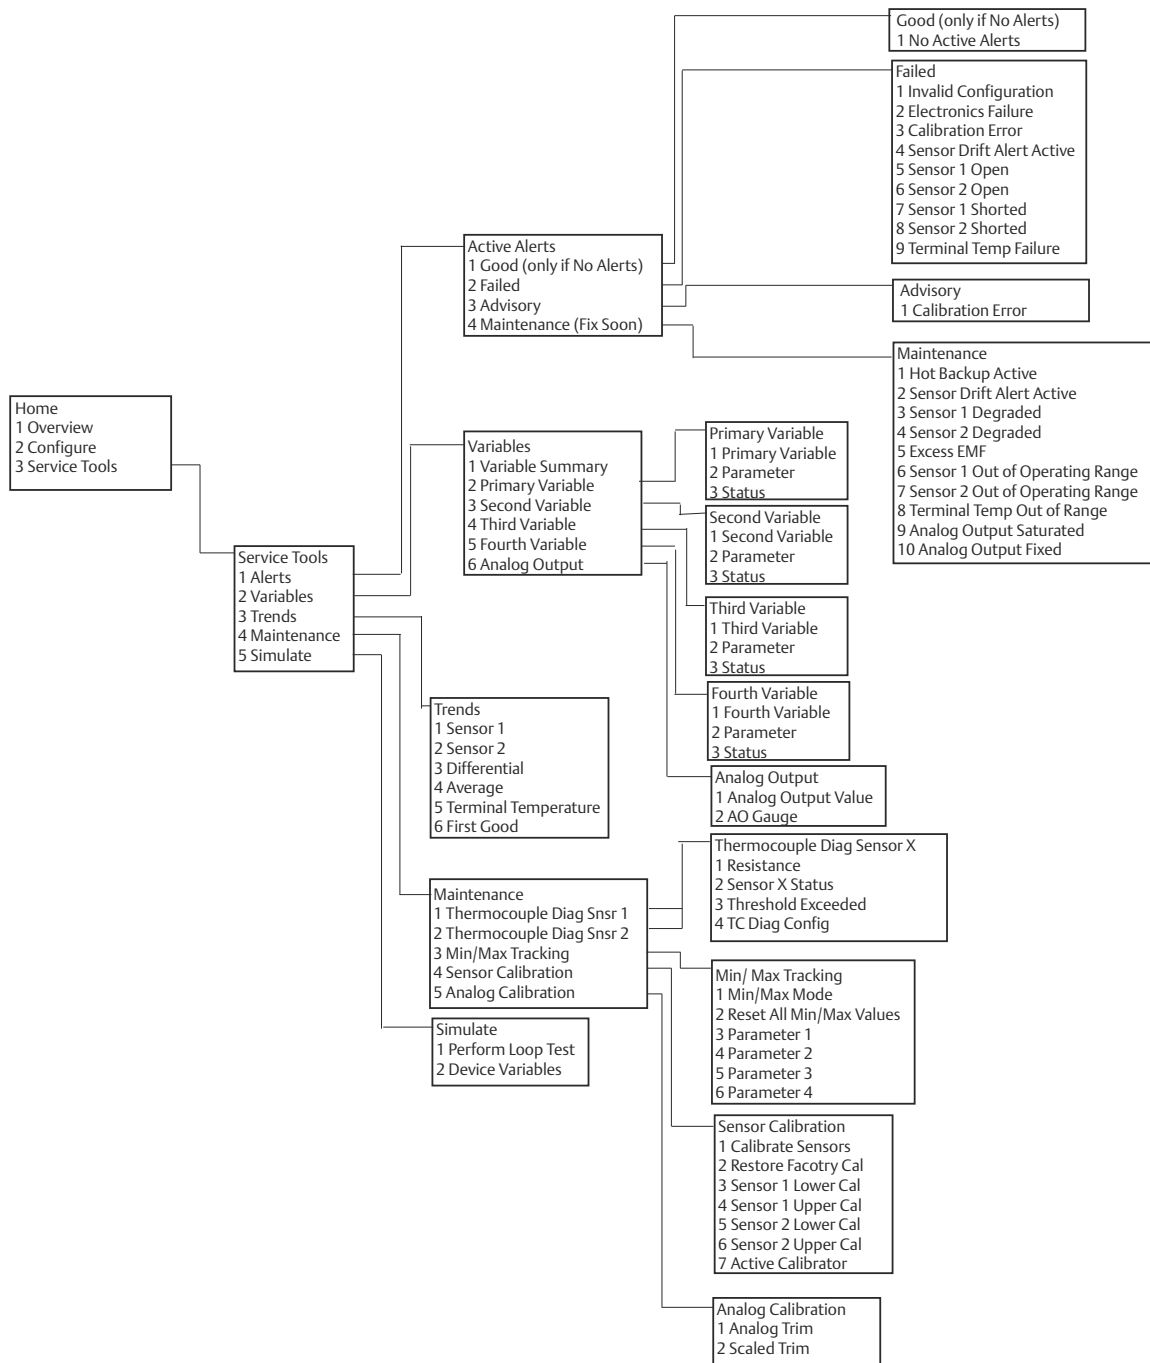 Home
1 Overview
2 Configure
3 Service Tools
Service Tools
1 Alerts
2 Variables
3 Trends
4 Maintenance
5 Simulate
Active Alerts
1 Good (only if No Alerts)
2 Failed
3 Advisory
4 Maintenance (Fix Soon)
Variables
1 Variable Summary
2 Primary Variable
3 Second Variable
4 Third Variable
5 Fourth Variable
6 Analog Output
Trends
1 Sensor 1
2 Sensor 2
3 Differential
4 Average
5 Terminal Temperature
6 First Good
Maintenance
1 Thermocouple Diag Snsr 1
2 Thermocouple Diag Snsr 2
3 Min/Max Tracking
4 Sensor Calibration
5 Analog Calibration
Simulate
1 Perform Loop Test
2 Device Variables
Good (only if No Alerts)
1 No Active Alerts
Failed
1 Invalid Configuration
2 Electronics Failure
3 Calibration Error
4 Sensor Drift Alert Active
5 Sensor 1 Open
6 Sensor 2 Open
7 Sensor 1 Shorted
8 Sensor 2 Shorted
9 Terminal Temp Failure
Advisory
1 Calibration Error
Maintenance
1 Hot Backup Active
2 Sensor Drift Alert Active
3 Sensor 1 Degraded
4 Sensor 2 Degraded
5 Excess EMF
6 Sensor 1 Out of Operating Range
7 Sensor 2 Out of Operating Range
8 Terminal Temp Out of Range
9 Analog Output Saturated
10 Analog Output Fixed
Primary Variable
1 Primary Variable
2 Parameter
3 Status
Second Variable
1 Second Variable
2 Parameter
3 Status
Third Variable
1 Third Variable
2 Parameter
3 Status
Fourth Variable
1 Fourth Variable
2 Parameter
3 Status
Analog Output
1 Analog Output Value
2 AO Gauge
Thermocouple Diag Sensor X
1 Resistance
2 Sensor X Status
3 Threshold Exceeded
4 TC Diag Config
Min/ Max Tracking
1 Min/Max Mode
2 Reset All Min/Max Values
3 Parameter 1
4 Parameter 2
5 Parameter 3
6 Parameter 4
Sensor Calibration
1 Calibrate Sensors
2 Restore Facotry Cal
3 Sensor 1 Lower Cal
4 Sensor 1 Upper Cal
5 Sensor 2 Lower Cal
6 Sensor 2 Upper Cal
7 Active Calibrator
Analog Calibration
1 Analog Trim
2 Scaled Trim